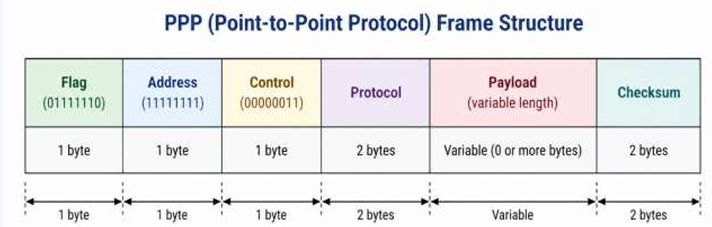 PPP (Point-to-Point Protocol) Frame Structure
Flag
(01111110)
Address
(11111111)
Control
(00000011)
Protocol
Payload
(variable length)
Checksum
1 byte
1 byte
1 byte
2 bytes
Variable (0 or more bytes)
2 bytes
1 byte
1 byte
1 byte
2 bytes
Variable
2 bytes